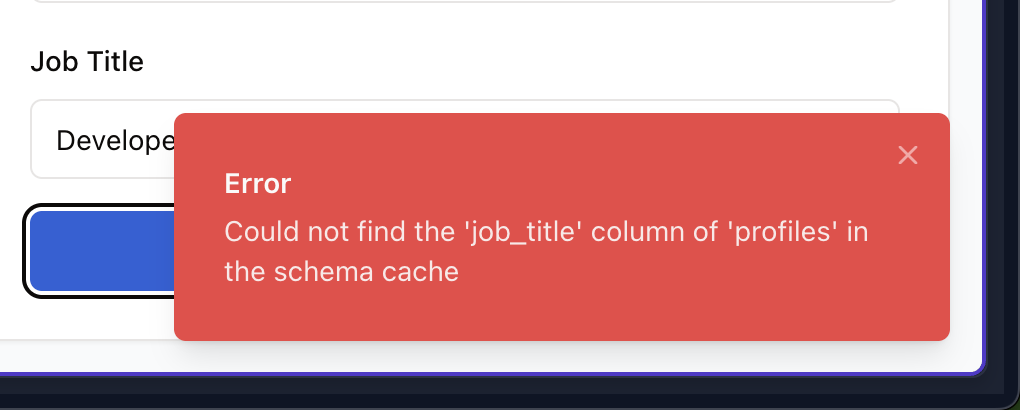 Job Title
Develope
Error
Could not find the 'job_title' column of 'profiles' in
the schema cache